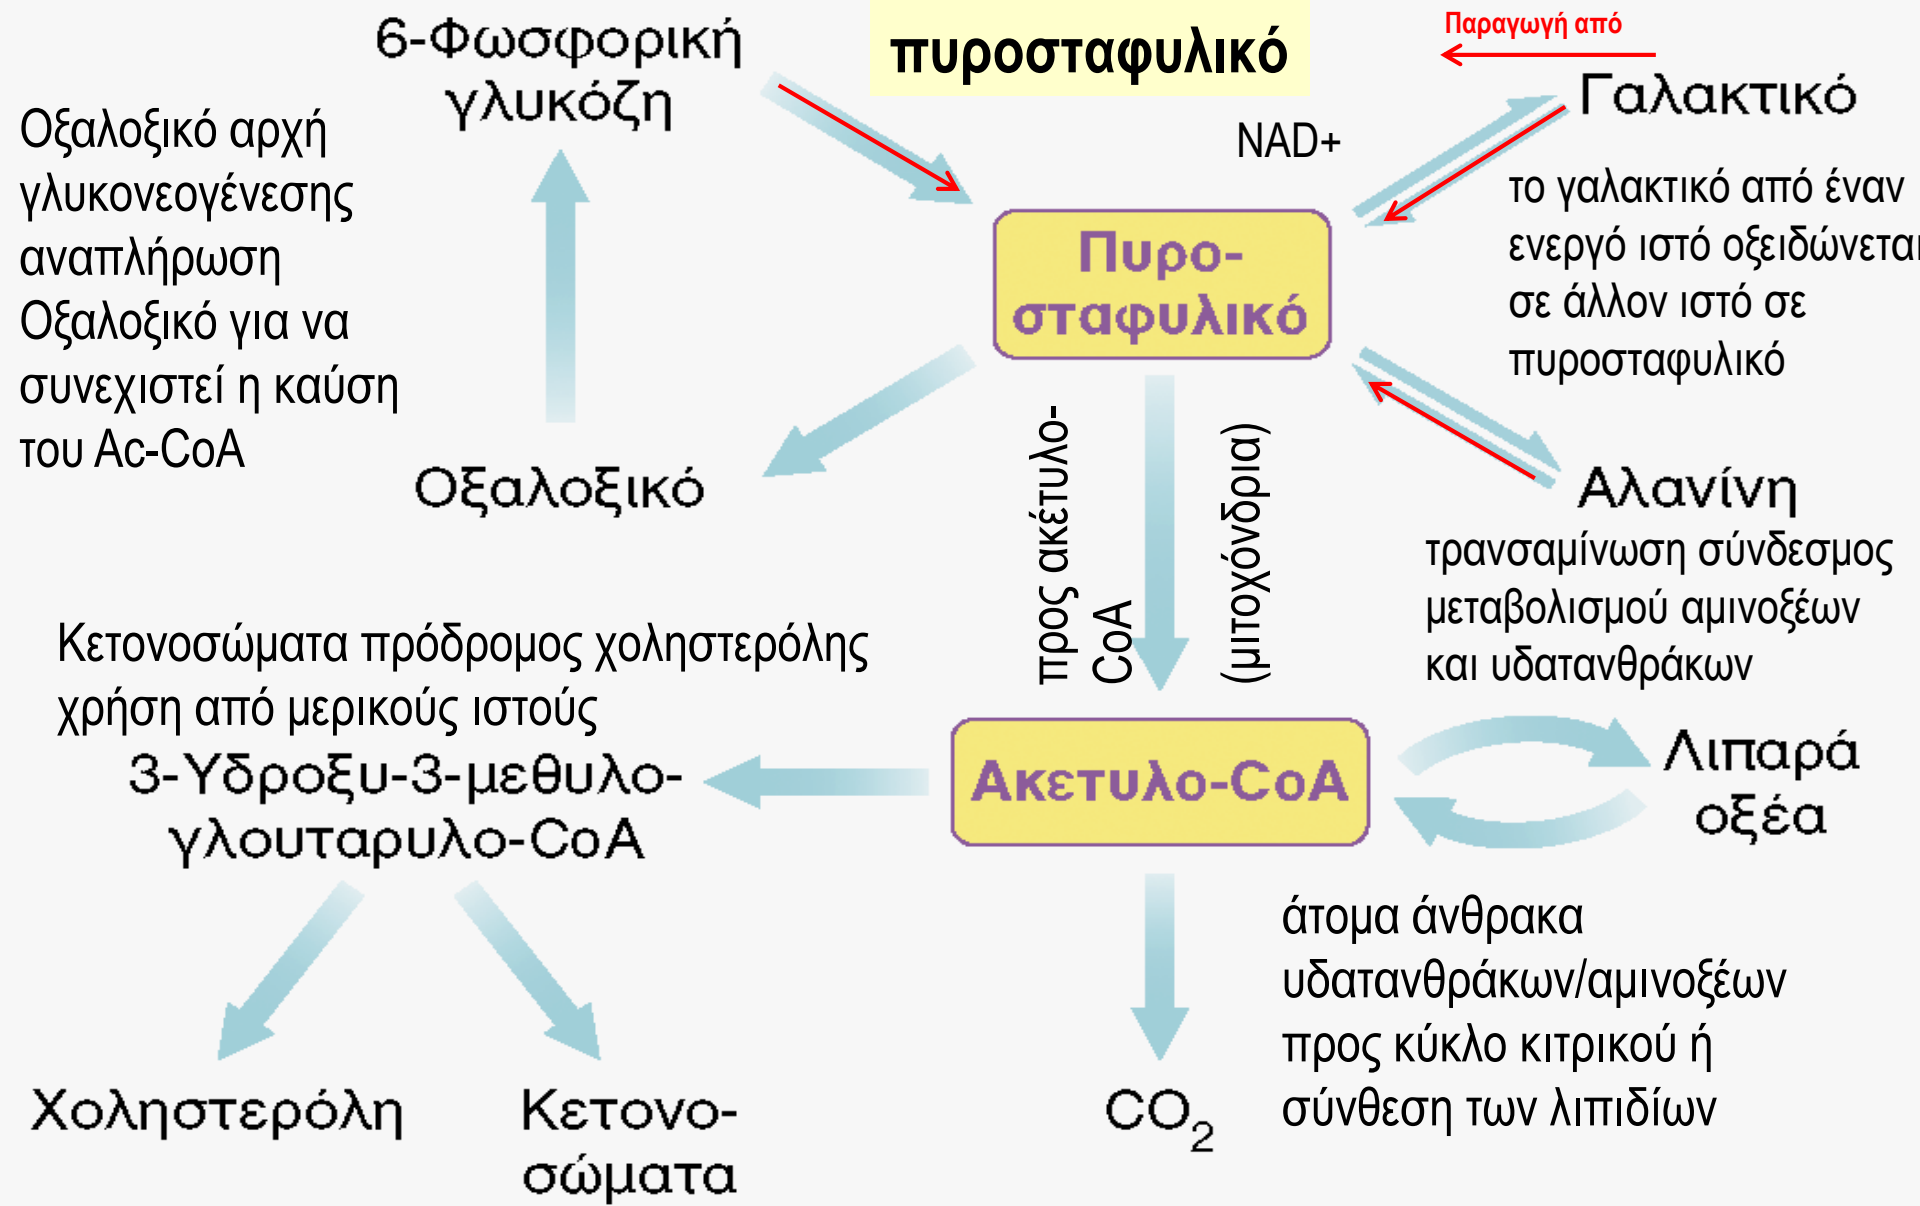 πυροσταφυλικό
Παραγωγή από
6-Φωσφορική
γλυκόζη
Γαλακτικό
NAD+
Οξαλοξικό αρχή
γλυκονεογένεσης
αναπλήρωση
Οξαλοξικό για να
συνεχιστεί η καύση
του Ac-CoA
Πυρο-
σταφυλικό
το γαλακτικό από έναν
ενεργό ιστό οξειδώνεται
σε άλλον ιστό σε
πυροσταφυλικό
Οξαλοξικό
προς ακέτυλο-
CoA
(μιτοχόνδρια)
Αλανίνη
τρανσαμίνωση σύνδεσμος
μεταβολισμού αμινοξέων
και υδατανθράκων
Κετονοσώματα πρόδρομος χοληστερόλης
χρήση από μερικούς ιστούς
3-Υδροξυ-3-μεθυλο-
γλουταρυλο-CoA
Ακετυλο-CoA
Λιπαρά
οξέα
άτομα άνθρακα
υδατανθράκων/αμινοξέων
προς κύκλο κιτρικού ή
σύνθεση των λιπιδίων
Χοληστερόλη
Κετονο-
σώματα
CO₂